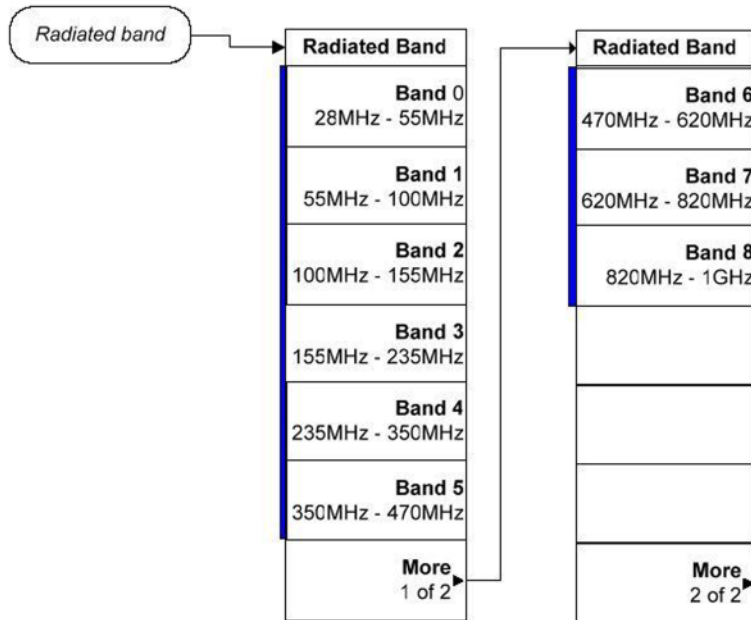 Radiated band
Radiated Band
Band 0
28MHz - 55MHz
Band 1
55MHz - 100MHz
Band 2
100MHz - 155MHz
Band 3
155MHz - 235MHz
Band 4
235MHz - 350MHz
Band 5
350MHz - 470MHz
More
1 of 2
Radiated Band
Band 6
470MHz - 620MHz
Band 7
620MHz - 820MHz
Band 8
820MHz - 1GHz
More
2 of 2